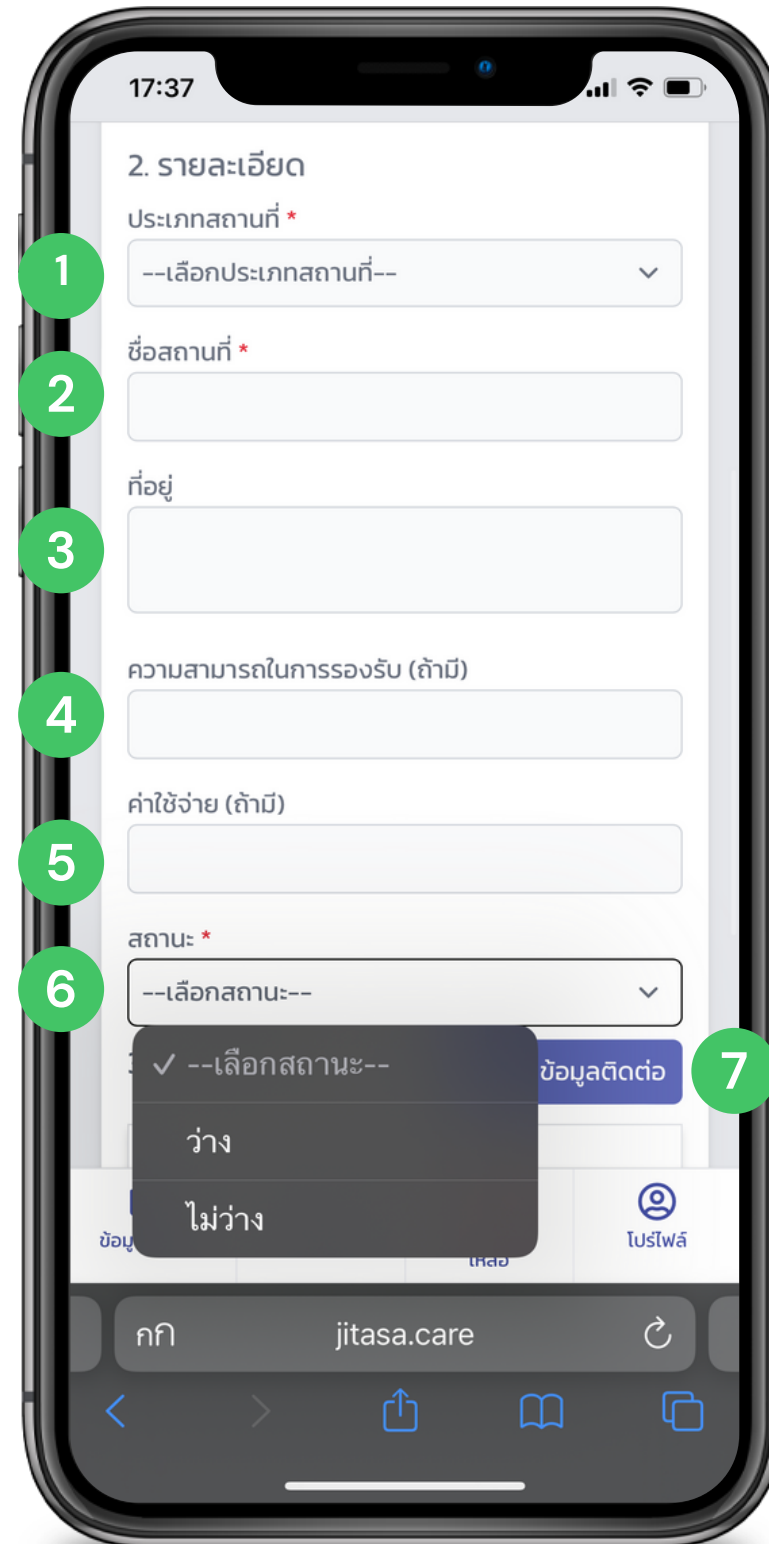 17:37
2. รายละเอียด
ประเภทสถานที่ *
1
--เลือกประเภทสถานที่--
ชื่อสถานที่ *
2
ที่อยู่
3
ความสามารถในการรองรับ (ถ้ามี)
4
ค่าใช้จ่าย (ถ้ามี)
5
สถานะ *
6
--เลือกสถานะ--
✓ --เลือกสถานะ--
ข้อมูลติดต่อ
7
ว่าง
ไม่ว่าง
โปรไฟล์
กก
jitasa.care